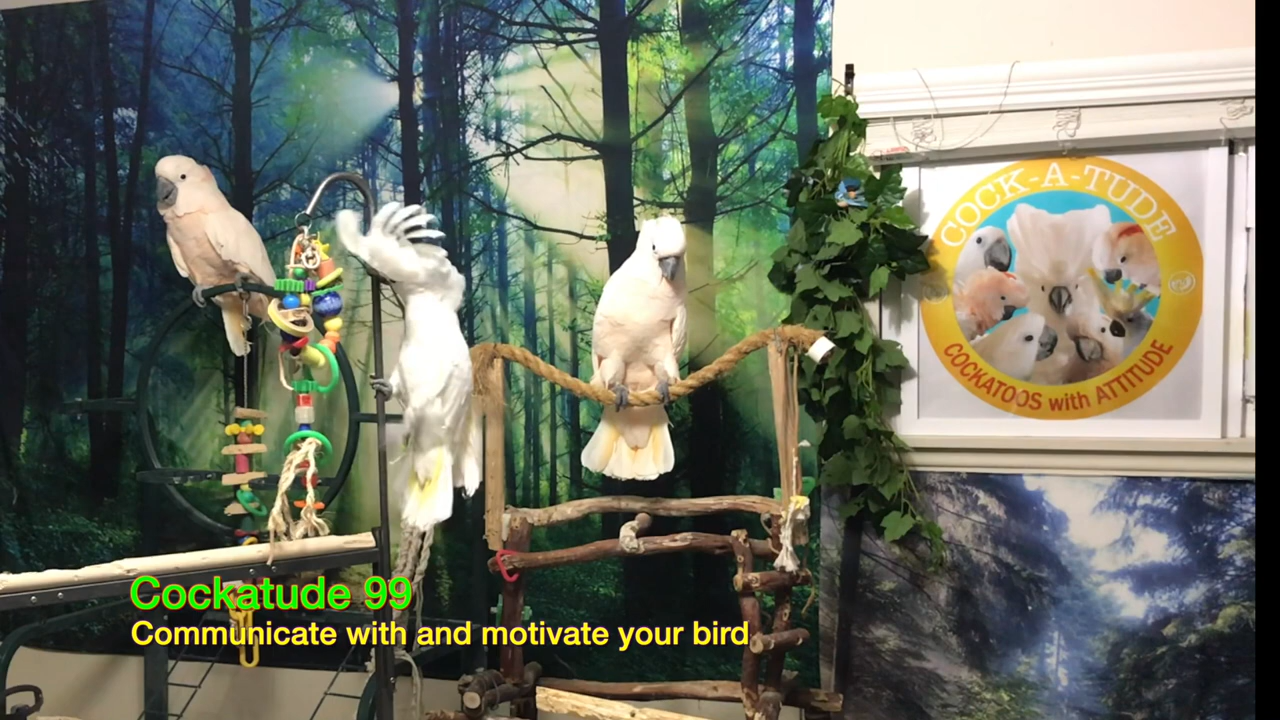 COCK-A-TUDE
COCKATOOS with ATTITUDE
Cockatude 99
Communicate with and motivate your bird